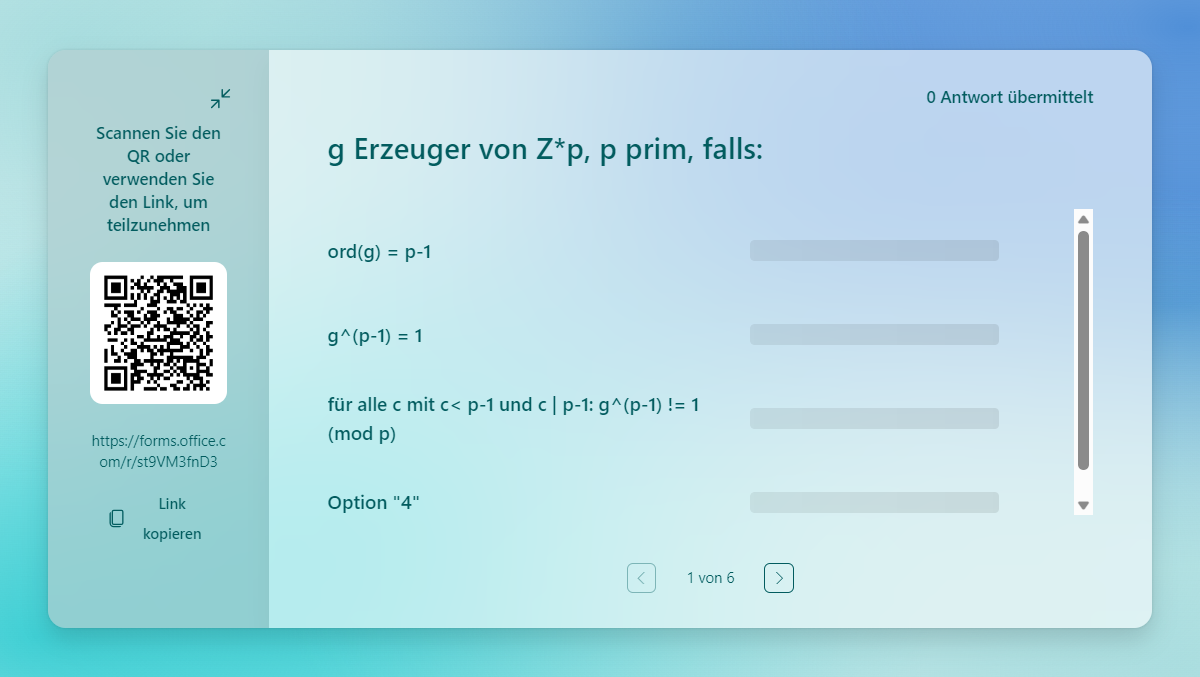 Scannen Sie den
QR oder
verwenden Sie
den Link, um
teilzunehmen
https://forms.office.c
om/r/st9VM3fnD3
Link
kopieren
0 Antwort übermittelt
g Erzeuger von Z*p, p prim, falls:
ord(g) = p-1
g^(p-1) = 1
für alle c mit c< p-1 und c | p-1: g^(p-1) != 1
(mod p)
Option "4"
1 von 6